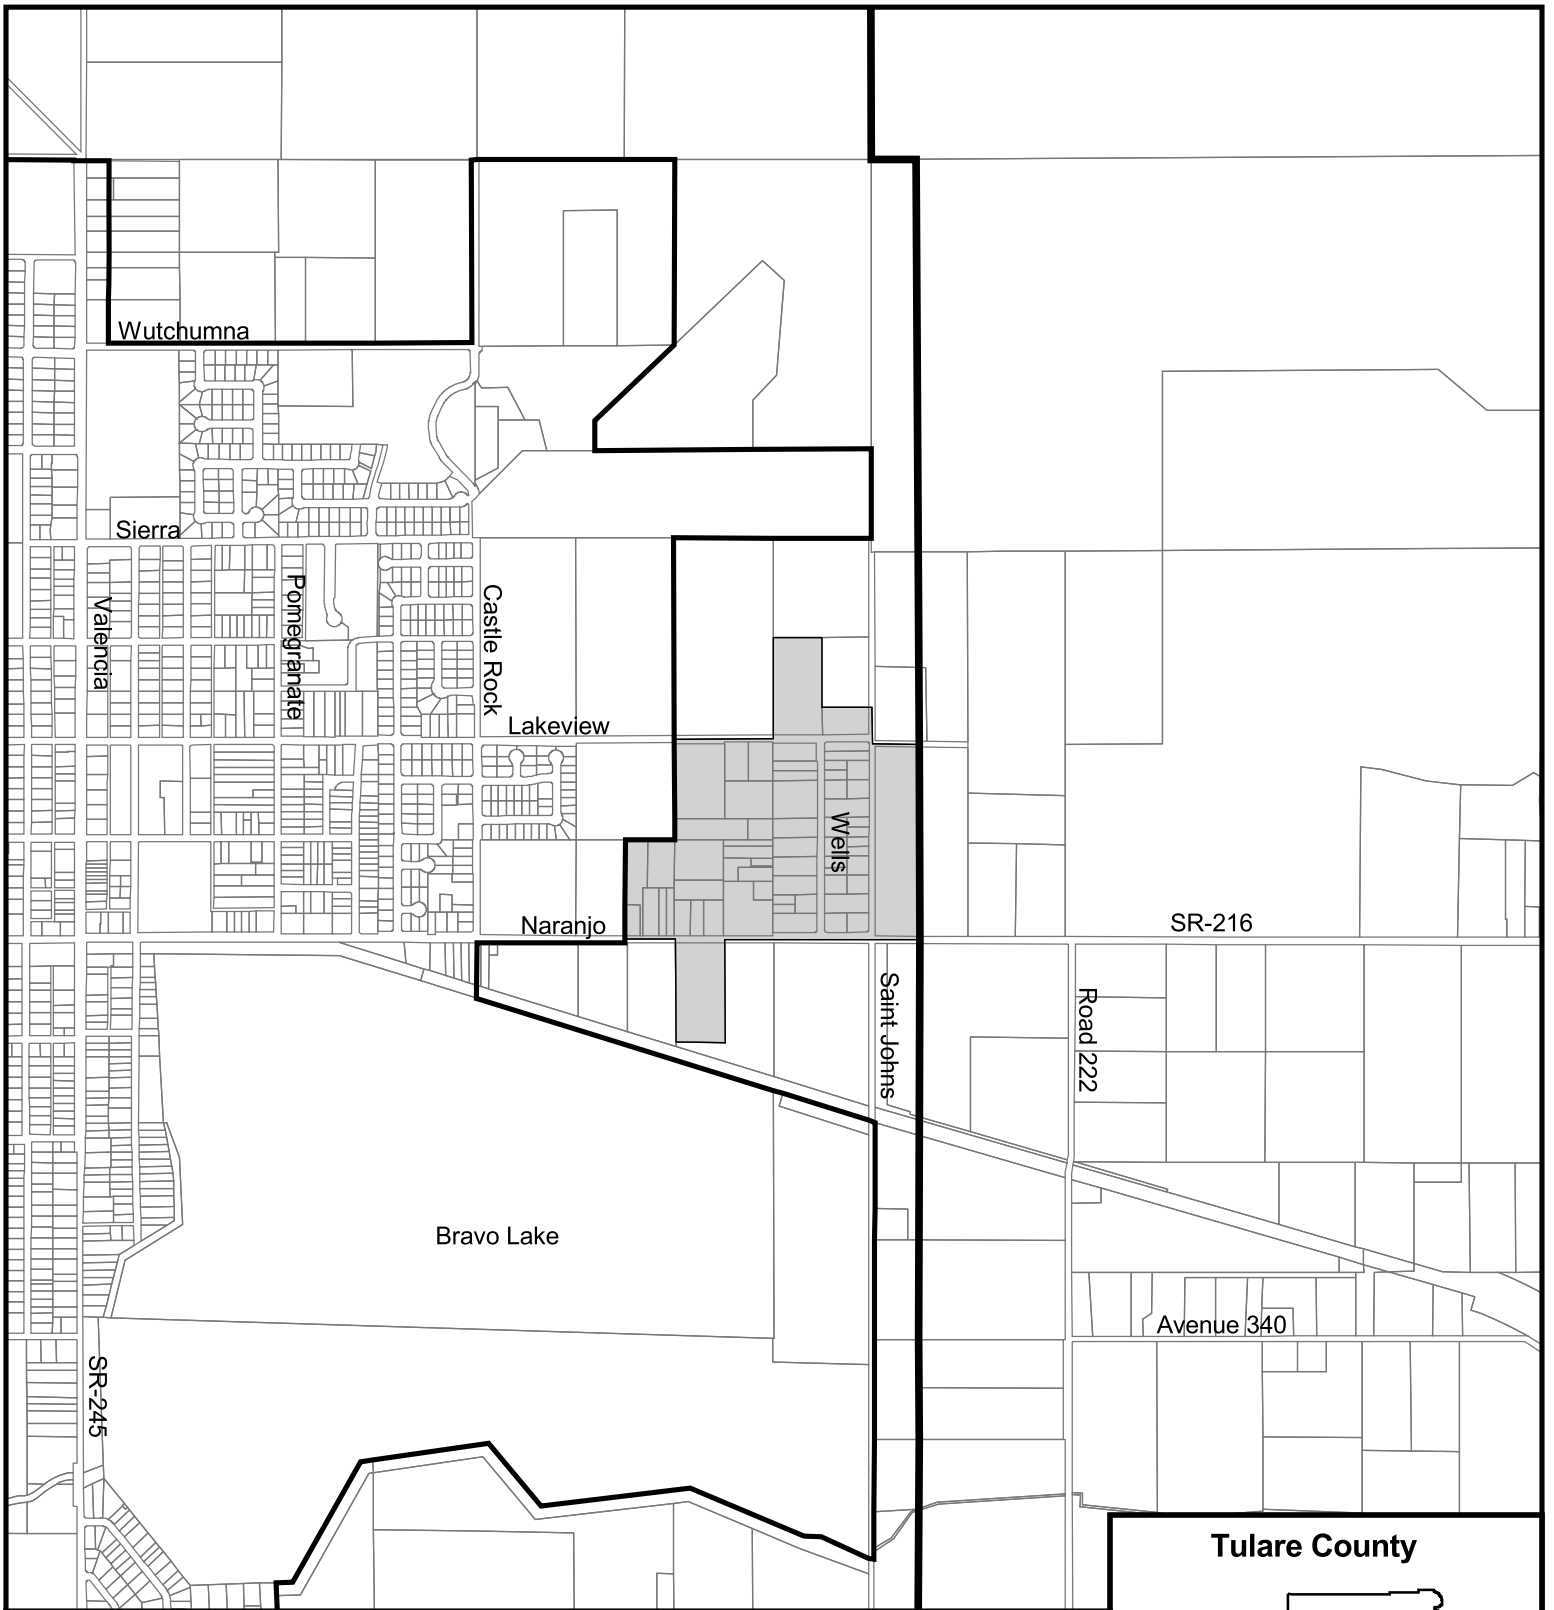 Wutchumna
Sierra
Valencia
Pomegranate
Castle Rock
Lakeview
Wells
Naranjo
SR-216
Saint Johns
Road 222
Bravo Lake
Avenue 340
SR-245
Tulare County